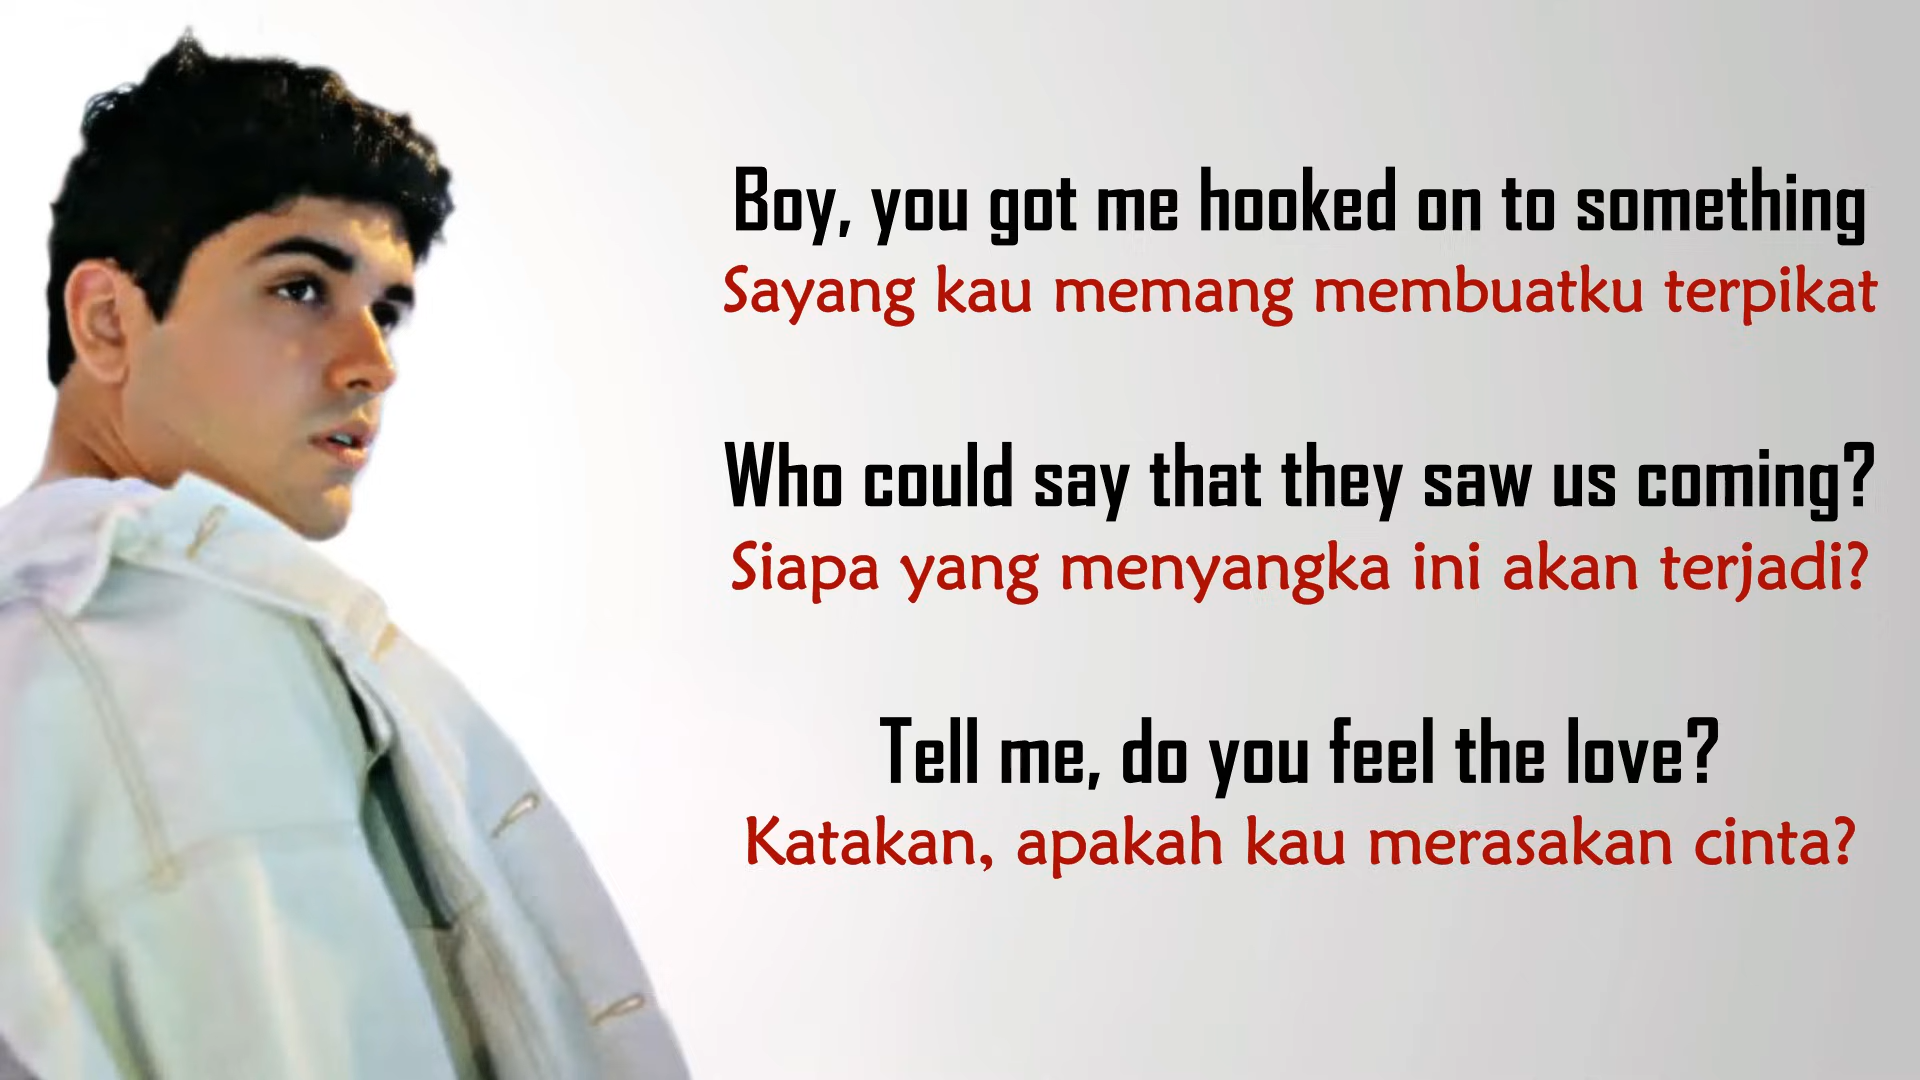 Boy, you got me hooked on to something
Sayang kau memang membuatku terpikat
Who could say that they saw us coming?
Siapa yang menyangka ini akan terjadi?
Tell me, do you feel the love?
Katakan, apakah kau merasakan cinta?